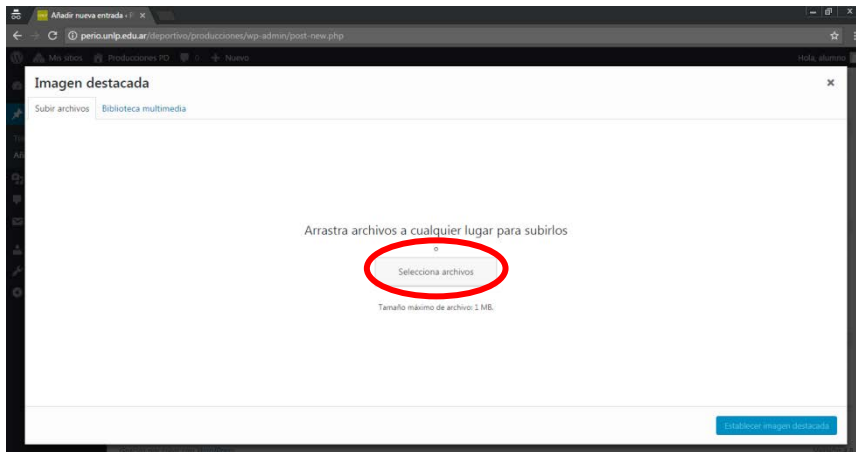 Añadir nueva entrada ‹ P
perio.unlp.edu.ar/deportivo/producciones/wp-admin/post-new.php
Mis sitios Producciones PD 0 Nuevo Hola, alumno
Imagen destacada
Subir archivos Biblioteca multimedia
Arrastra archivos a cualquier lugar para subirlos
o
Selecciona archivos
Tamaño máximo de archivo: 1 MB.
Establecer imagen destacada